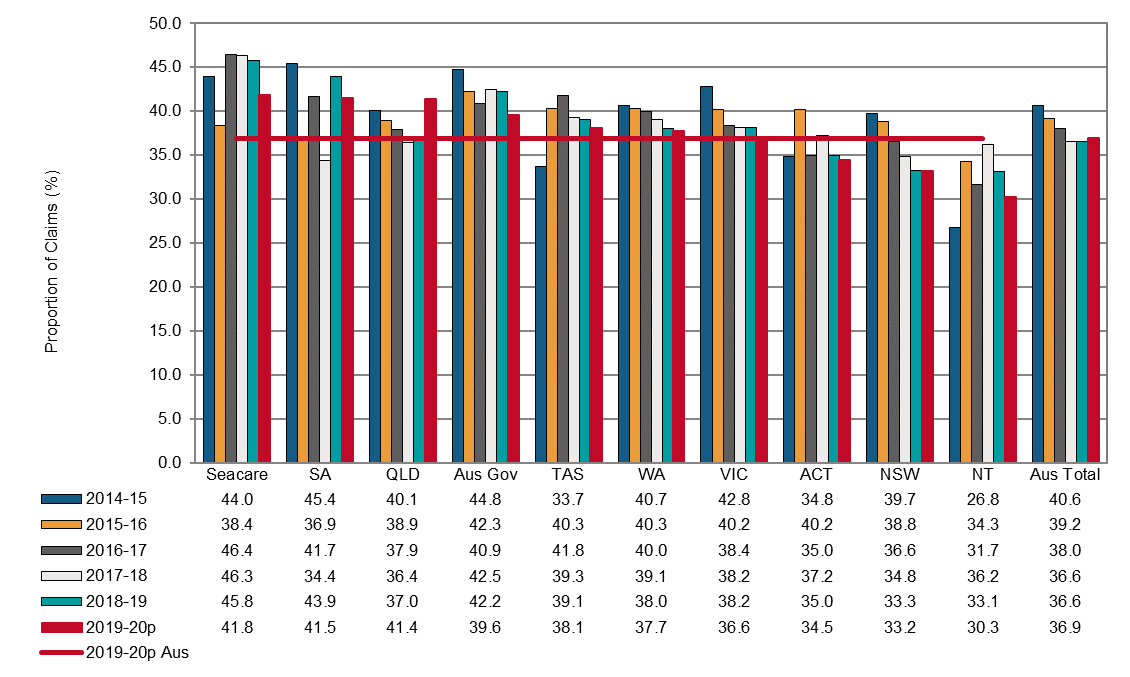 50.0
45.0
40.0
35.0
30.0
25.0
20.0
15.0
10.0
5.0
0.0
Proportion of Claims (%)
Seacare SA QLD Aus Gov TAS WA VIC ACT NSW NT Aus Total
2014-15 44.0 45.4 40.1 44.8 33.7 40.7 42.8 34.8 39.7 26.8 40.6
2015-16 38.4 36.9 38.9 42.3 40.3 40.3 40.2 40.2 38.8 34.3 39.2
2016-17 46.4 41.7 37.9 40.9 41.8 40.0 38.4 35.0 36.6 31.7 38.0
2017-18 46.3 34.4 36.4 42.5 39.3 39.1 38.2 37.2 34.8 36.2 36.6
2018-19 45.8 43.9 37.0 42.2 39.1 38.0 38.2 35.0 33.3 33.1 36.6
2019-20p 41.8 41.5 41.4 39.6 38.1 37.7 36.6 34.5 33.2 30.3 36.9
2019-20p Aus